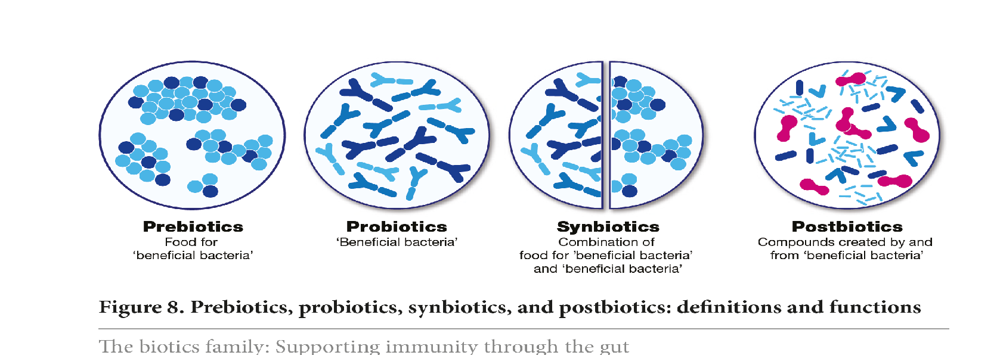 Prebiotics
Food for
‘beneficial bacteria’
Probiotics
‘Beneficial bacteria’
Synbiotics
Combination of
food for ’beneficial bacteria’
and ‘beneficial bacteria’
Postbiotics
Compounds created by and
from ‘beneficial bacteria’
Figure 8. Prebiotics, probiotics, synbiotics, and postbiotics: definitions and functions
The biotics family: Supporting immunity through the gut